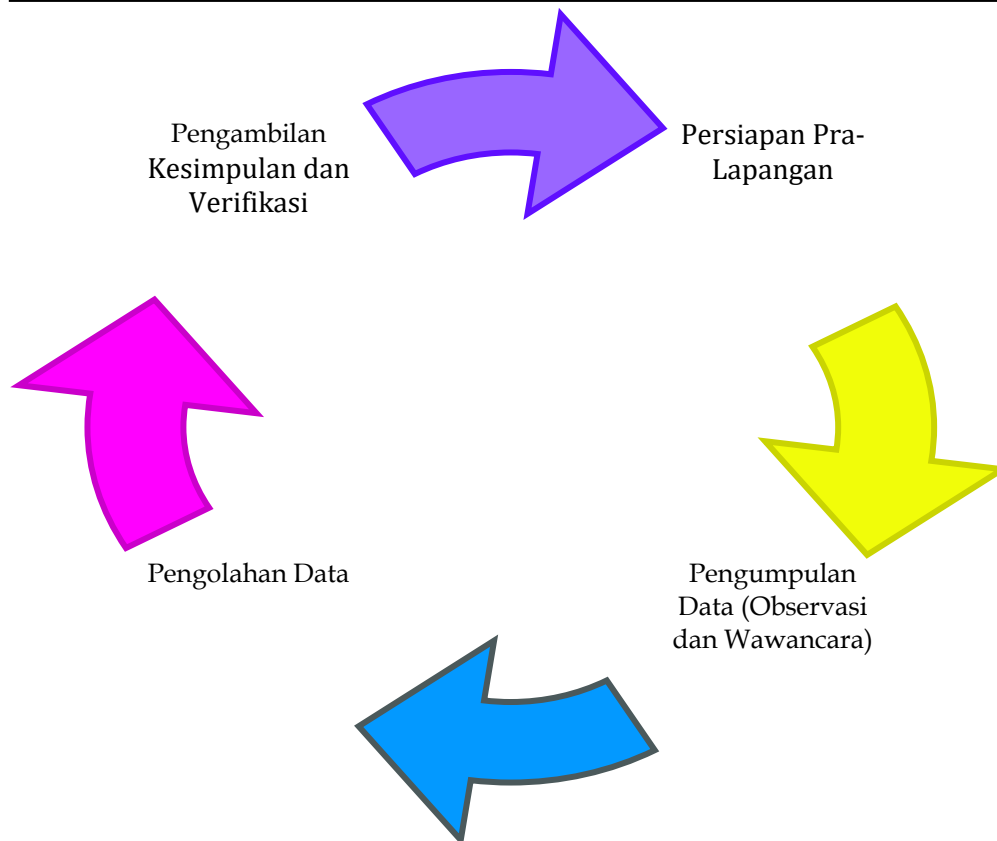 Pengambilan
Kesimpulan dan
Verifikasi
Persiapan Pra-
Lapangan
Pengolahan Data
Pengumpulan
Data (Observasi
dan Wawancara)